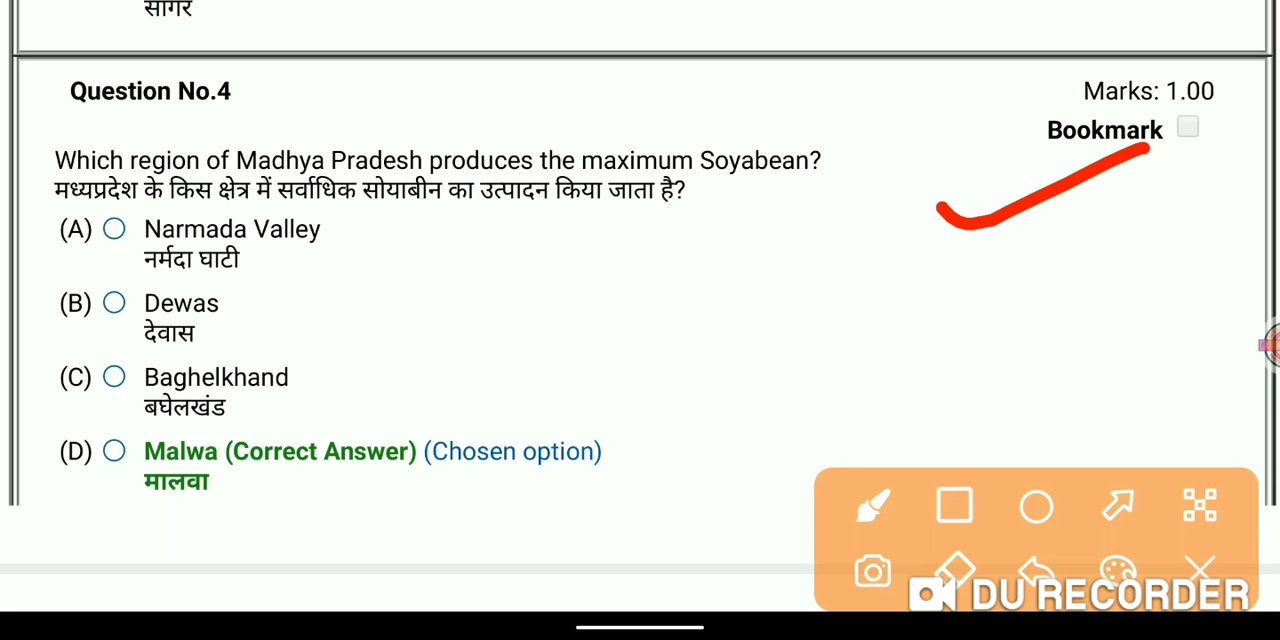 सागर
Question No.4
Marks: 1.00
Bookmark
Which region of Madhya Pradesh produces the maximum Soyabean?
मध्यप्रदेश के किस क्षेत्र में सर्वाधिक सोयाबीन का उत्पादन किया जाता है?
(A) Narmada Valley
नर्मदा घाटी
(B) Dewas
देवास
(C) Baghelkhand
बघेलखंड
(D) Malwa (Correct Answer) (Chosen option)
मालवा
DU RECORDER